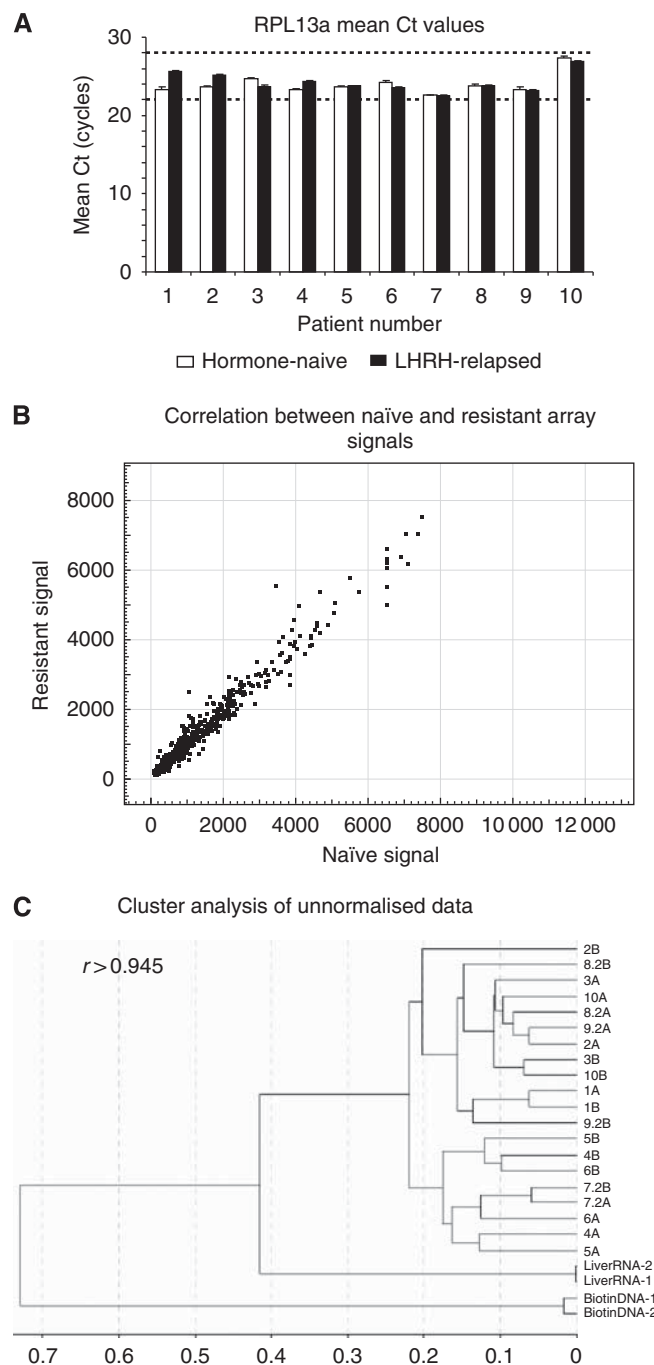 A
RPL13a mean Ct values
30
20
10
0
Mean Ct (cycles)
1 2 3 4 5 6 7 8 9 10
Patient number
Hormone-naive LHRH-relapsed
B
Correlation between naïve and resistant array
signals
8000
6000
4000
2000
0
Resistant signal
0 2000 4000 6000 8000 10 000 12 000
Naïve signal
C
Cluster analysis of unnormalised data
r > 0.945
2B
8.2B
3A
10A
8.2A
9.2A
2A
3B
10B
1A
1B
9.2B
5B
4B
6B
7.2B
7.2A
6A
4A
5A
LiverRNA-2
LiverRNA-1
BiotinDNA-1
BiotinDNA-2
0.7 0.6 0.5 0.4 0.3 0.2 0.1 0